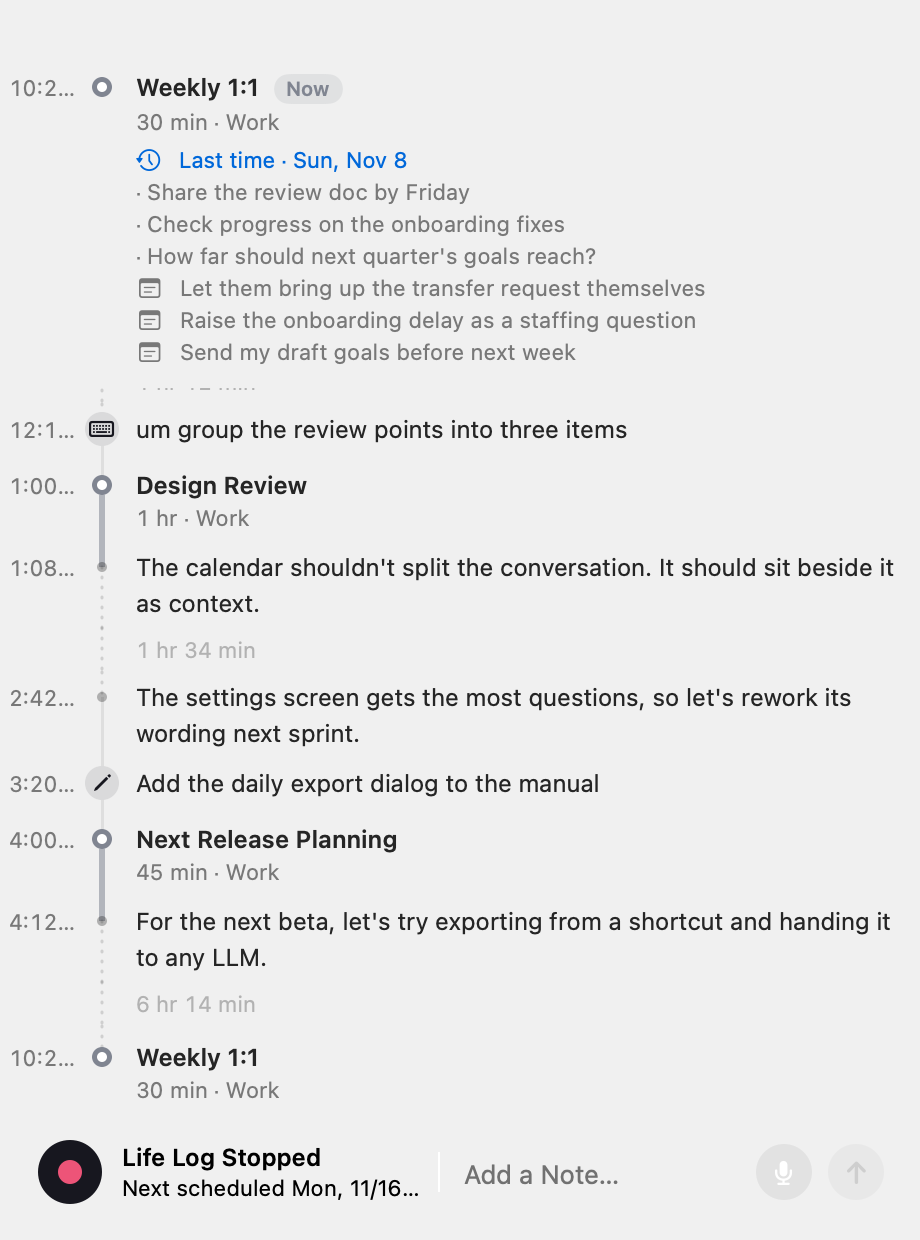 10:2...
Weekly 1:1 Now
30 min · Work
Last time · Sun, Nov 8
· Share the review doc by Friday
· Check progress on the onboarding fixes
· How far should next quarter's goals reach?
Let them bring up the transfer request themselves
Raise the onboarding delay as a staffing question
Send my draft goals before next week
12:1...
um group the review points into three items
1:00...
Design Review
1 hr · Work
1:08...
The calendar shouldn't split the conversation. It should sit beside it
as context.
1 hr 34 min
2:42...
The settings screen gets the most questions, so let's rework its
wording next sprint.
3:20...
Add the daily export dialog to the manual
4:00...
Next Release Planning
45 min · Work
4:12...
For the next beta, let's try exporting from a shortcut and handing it
to any LLM.
6 hr 14 min
10:2...
Weekly 1:1
30 min · Work
Life Log Stopped
Next scheduled Mon, 11/16...
Add a Note...